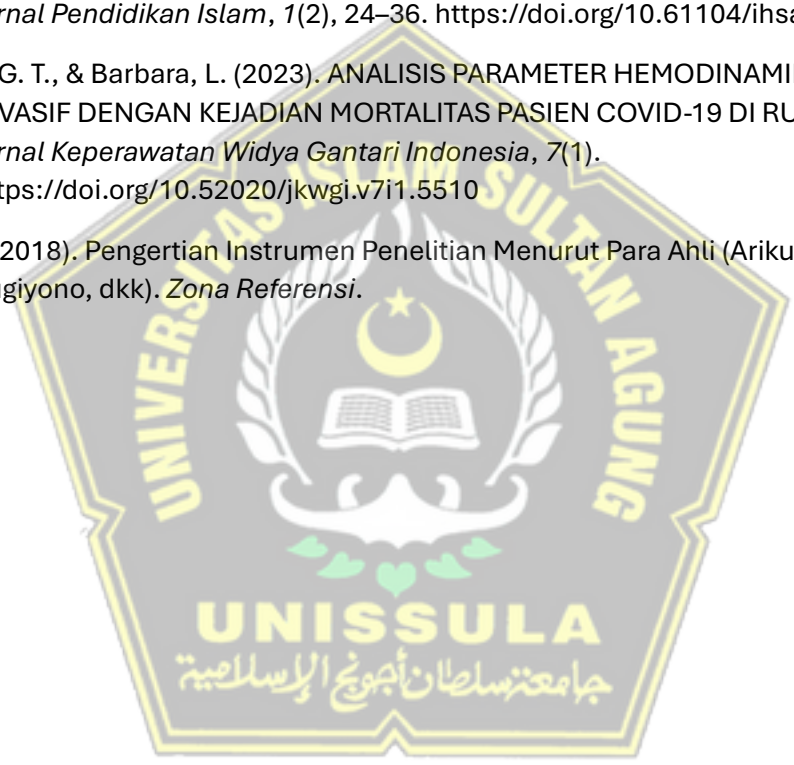 rnal Pendidikan Islam, 1(2), 24–36. https://doi.org/10.61104/ihsa
G. T., & Barbara, L. (2023). ANALISIS PARAMETER HEMODINAMI
VASIF DENGAN KEJADIAN MORTALITAS PASIEN COVID-19 DI RU
rnal Keperawatan Widya Gantari Indonesia, 7(1).
tps://doi.org/10.52020/jkwgi.v7i1.5510
2018). Pengertian Instrumen Penelitian Menurut Para Ahli (Ariku
giyono, dkk). Zona Referensi.
UNIVERSITAS ISLAM SULTAN AGUNG
UNISSULA
جامعة سلطان أجونج الإسلامية